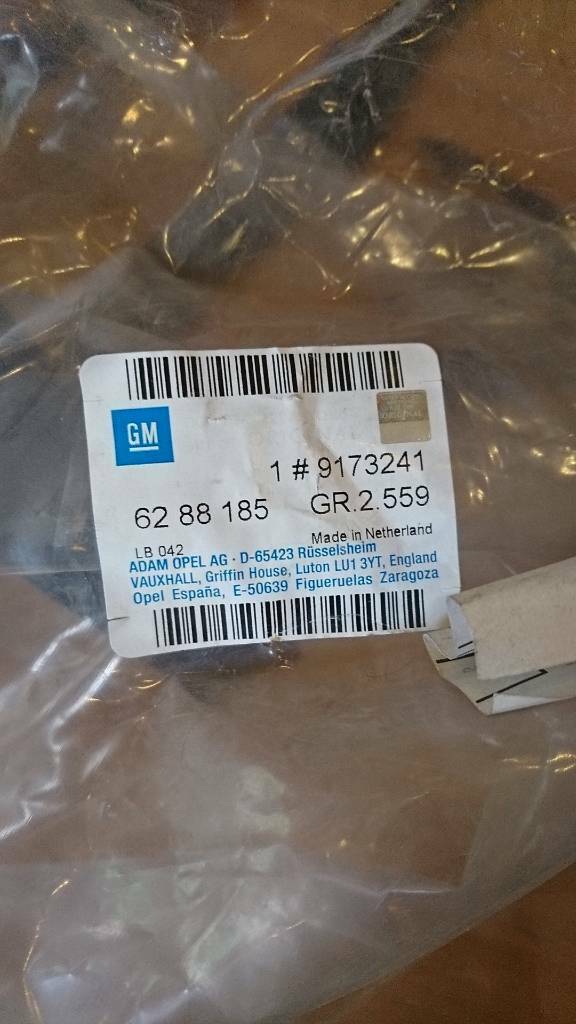 GM
1 # 9173241
62 88 185 GR.2.559
LB 042 Made in Netherland
ADAM OPEL AG · D-65423 Rüsselsheim
VAUXHALL, Griffin House, Luton LU1 3YT, England
Opel España, E-50639 Figueruelas Zaragoza